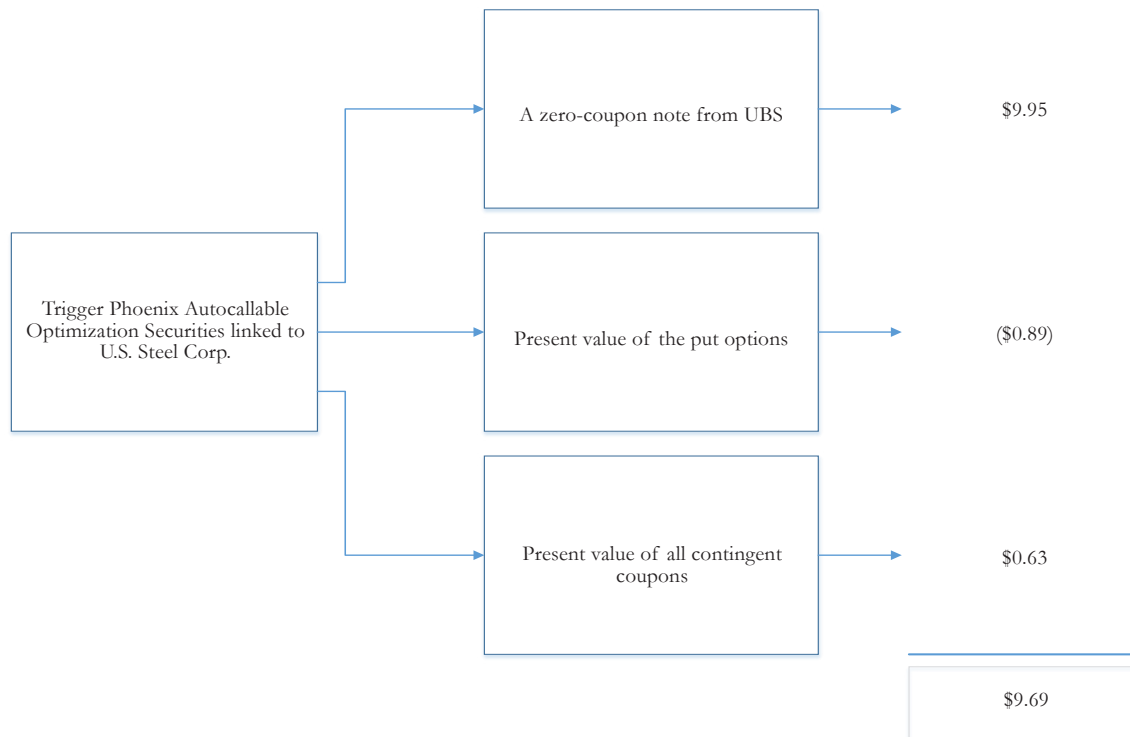 A zero-coupon note from UBS
$9.95
Trigger Phoenix Autocallable
Optimization Securities linked to
U.S. Steel Corp.
Present value of the put options
($0.89)
Present value of all contingent
coupons
$0.63
$9.69